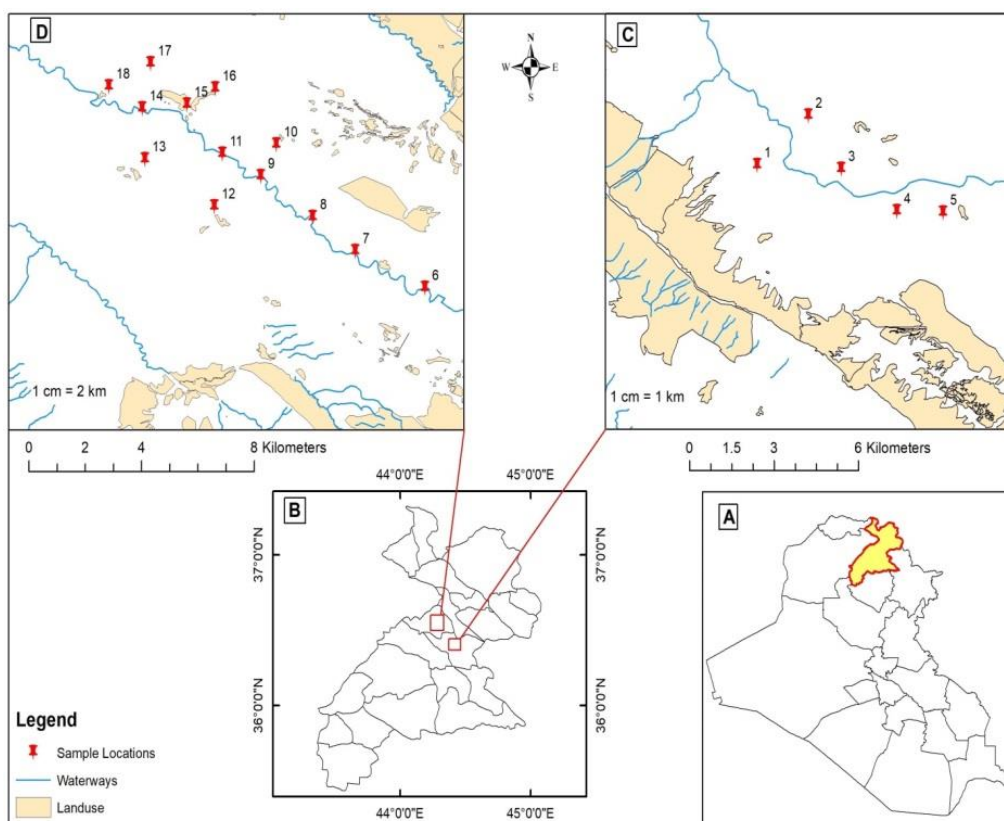 D
17
18
16
15
14
11
10
13
9
12
8
7
6
1 cm = 2 km
0 2 4 8 Kilometers
N
W E
S
C
2
1
3
4
5
1 cm = 1 km
0 1.5 3 6 Kilometers
44°0'0"E 45°0'0"E
B
37°0'0"N 37°0'0"N
36°0'0"N 36°0'0"N
44°0'0"E 45°0'0"E
A
Legend
Sample Locations
Waterways
Landuse